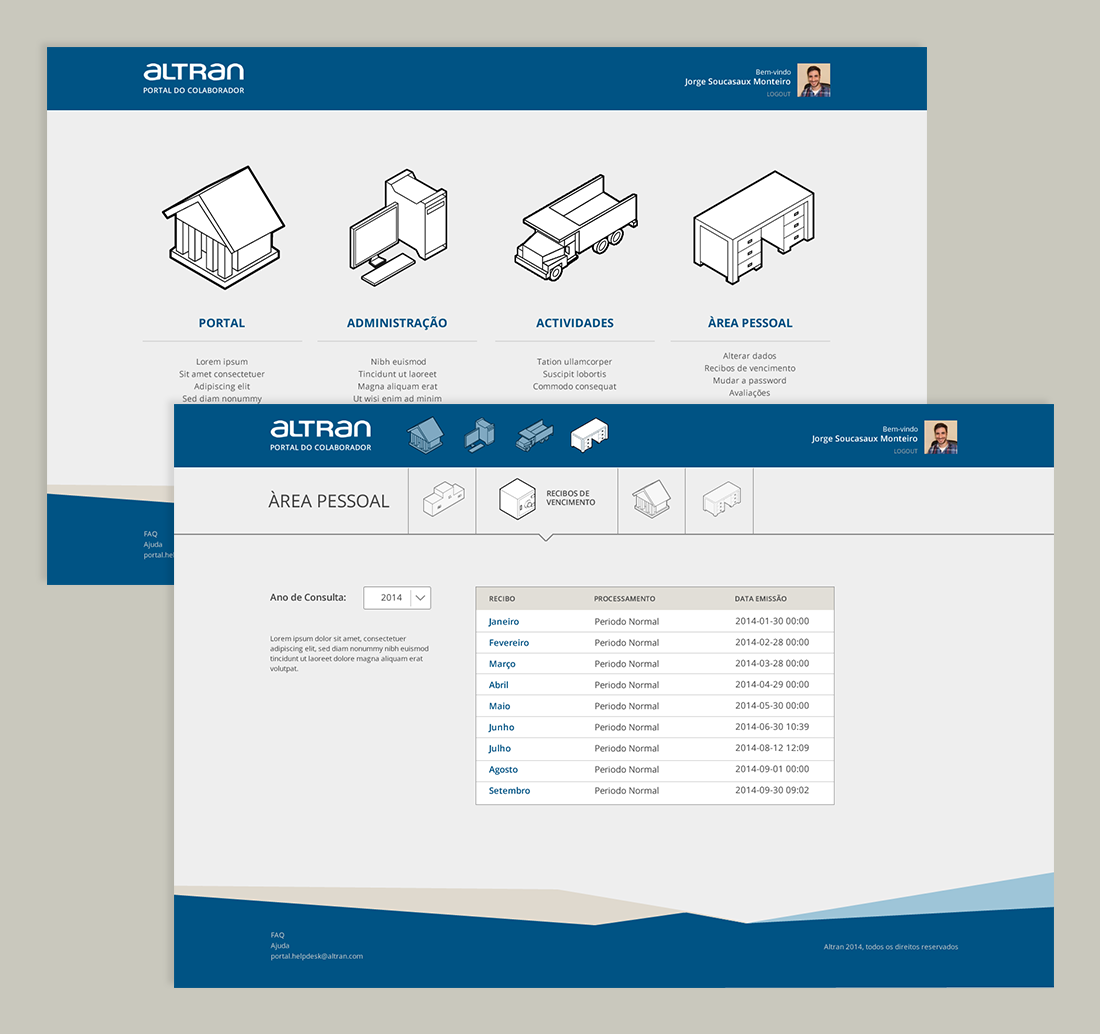 ALTRAN
PORTAL DO COLABORADOR
Bem-vindo
Jorge Soucasaux Monteiro
LOGOUT
PORTAL
Lorem ipsum
Sit amet consectetuer
Adipiscing elit
Sed diam nonummy
ADMINISTRAÇÃO
Nibh euismod
Tincidunt ut laoreet
Magna aliquam erat
Ut wisi enim ad minim
ACTIVIDADES
Tation ullamcorper
Suscipit lobortis
Commodo consequat
ÀREA PESSOAL
Alterar dados
Recibos de vencimento
Mudar a password
Avaliações
FAQ
Ajuda
portal.he
ALTRAN
PORTAL DO COLABORADOR
Bem-vindo
Jorge Soucasaux Monteiro
LOGOUT
ÀREA PESSOAL
RECIBOS DE
VENCIMENTO
Ano de Consulta: 2014
Lorem ipsum dolor sit amet, consectetuer
adipiscing elit, sed diam nonummy nibh euismod
tincidunt ut laoreet dolore magna aliquam erat
volutpat.
RECIBO PROCESSAMENTO DATA EMISSÃO
Janeiro Periodo Normal 2014-01-30 00:00
Fevereiro Periodo Normal 2014-02-28 00:00
Março Periodo Normal 2014-03-28 00:00
Abril Periodo Normal 2014-04-29 00:00
Maio Periodo Normal 2014-05-30 00:00
Junho Periodo Normal 2014-06-30 10:39
Julho Periodo Normal 2014-08-12 12:09
Agosto Periodo Normal 2014-09-01 00:00
Setembro Periodo Normal 2014-09-30 09:02
FAQ
Ajuda
portal.helpdesk@altran.com
Altran 2014, todos os direitos reservados